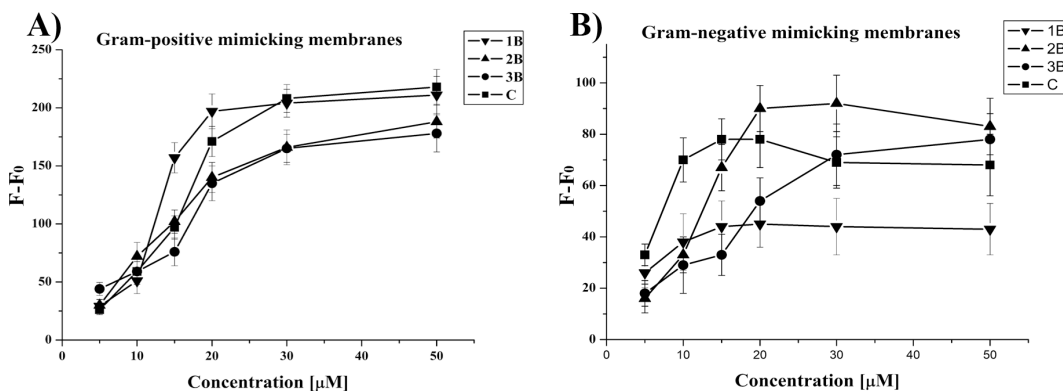 A)
Gram-positive mimicking membranes
1B
2B
3B
C
250
200
150
100
50
0
F-F0
0 10 20 30 40 50
Concentration [µM]
B)
Gram-negative mimicking membranes
1B
2B
3B
C
100
80
60
40
20
0
F-F0
0 10 20 30 40 50
Concentration [µM]